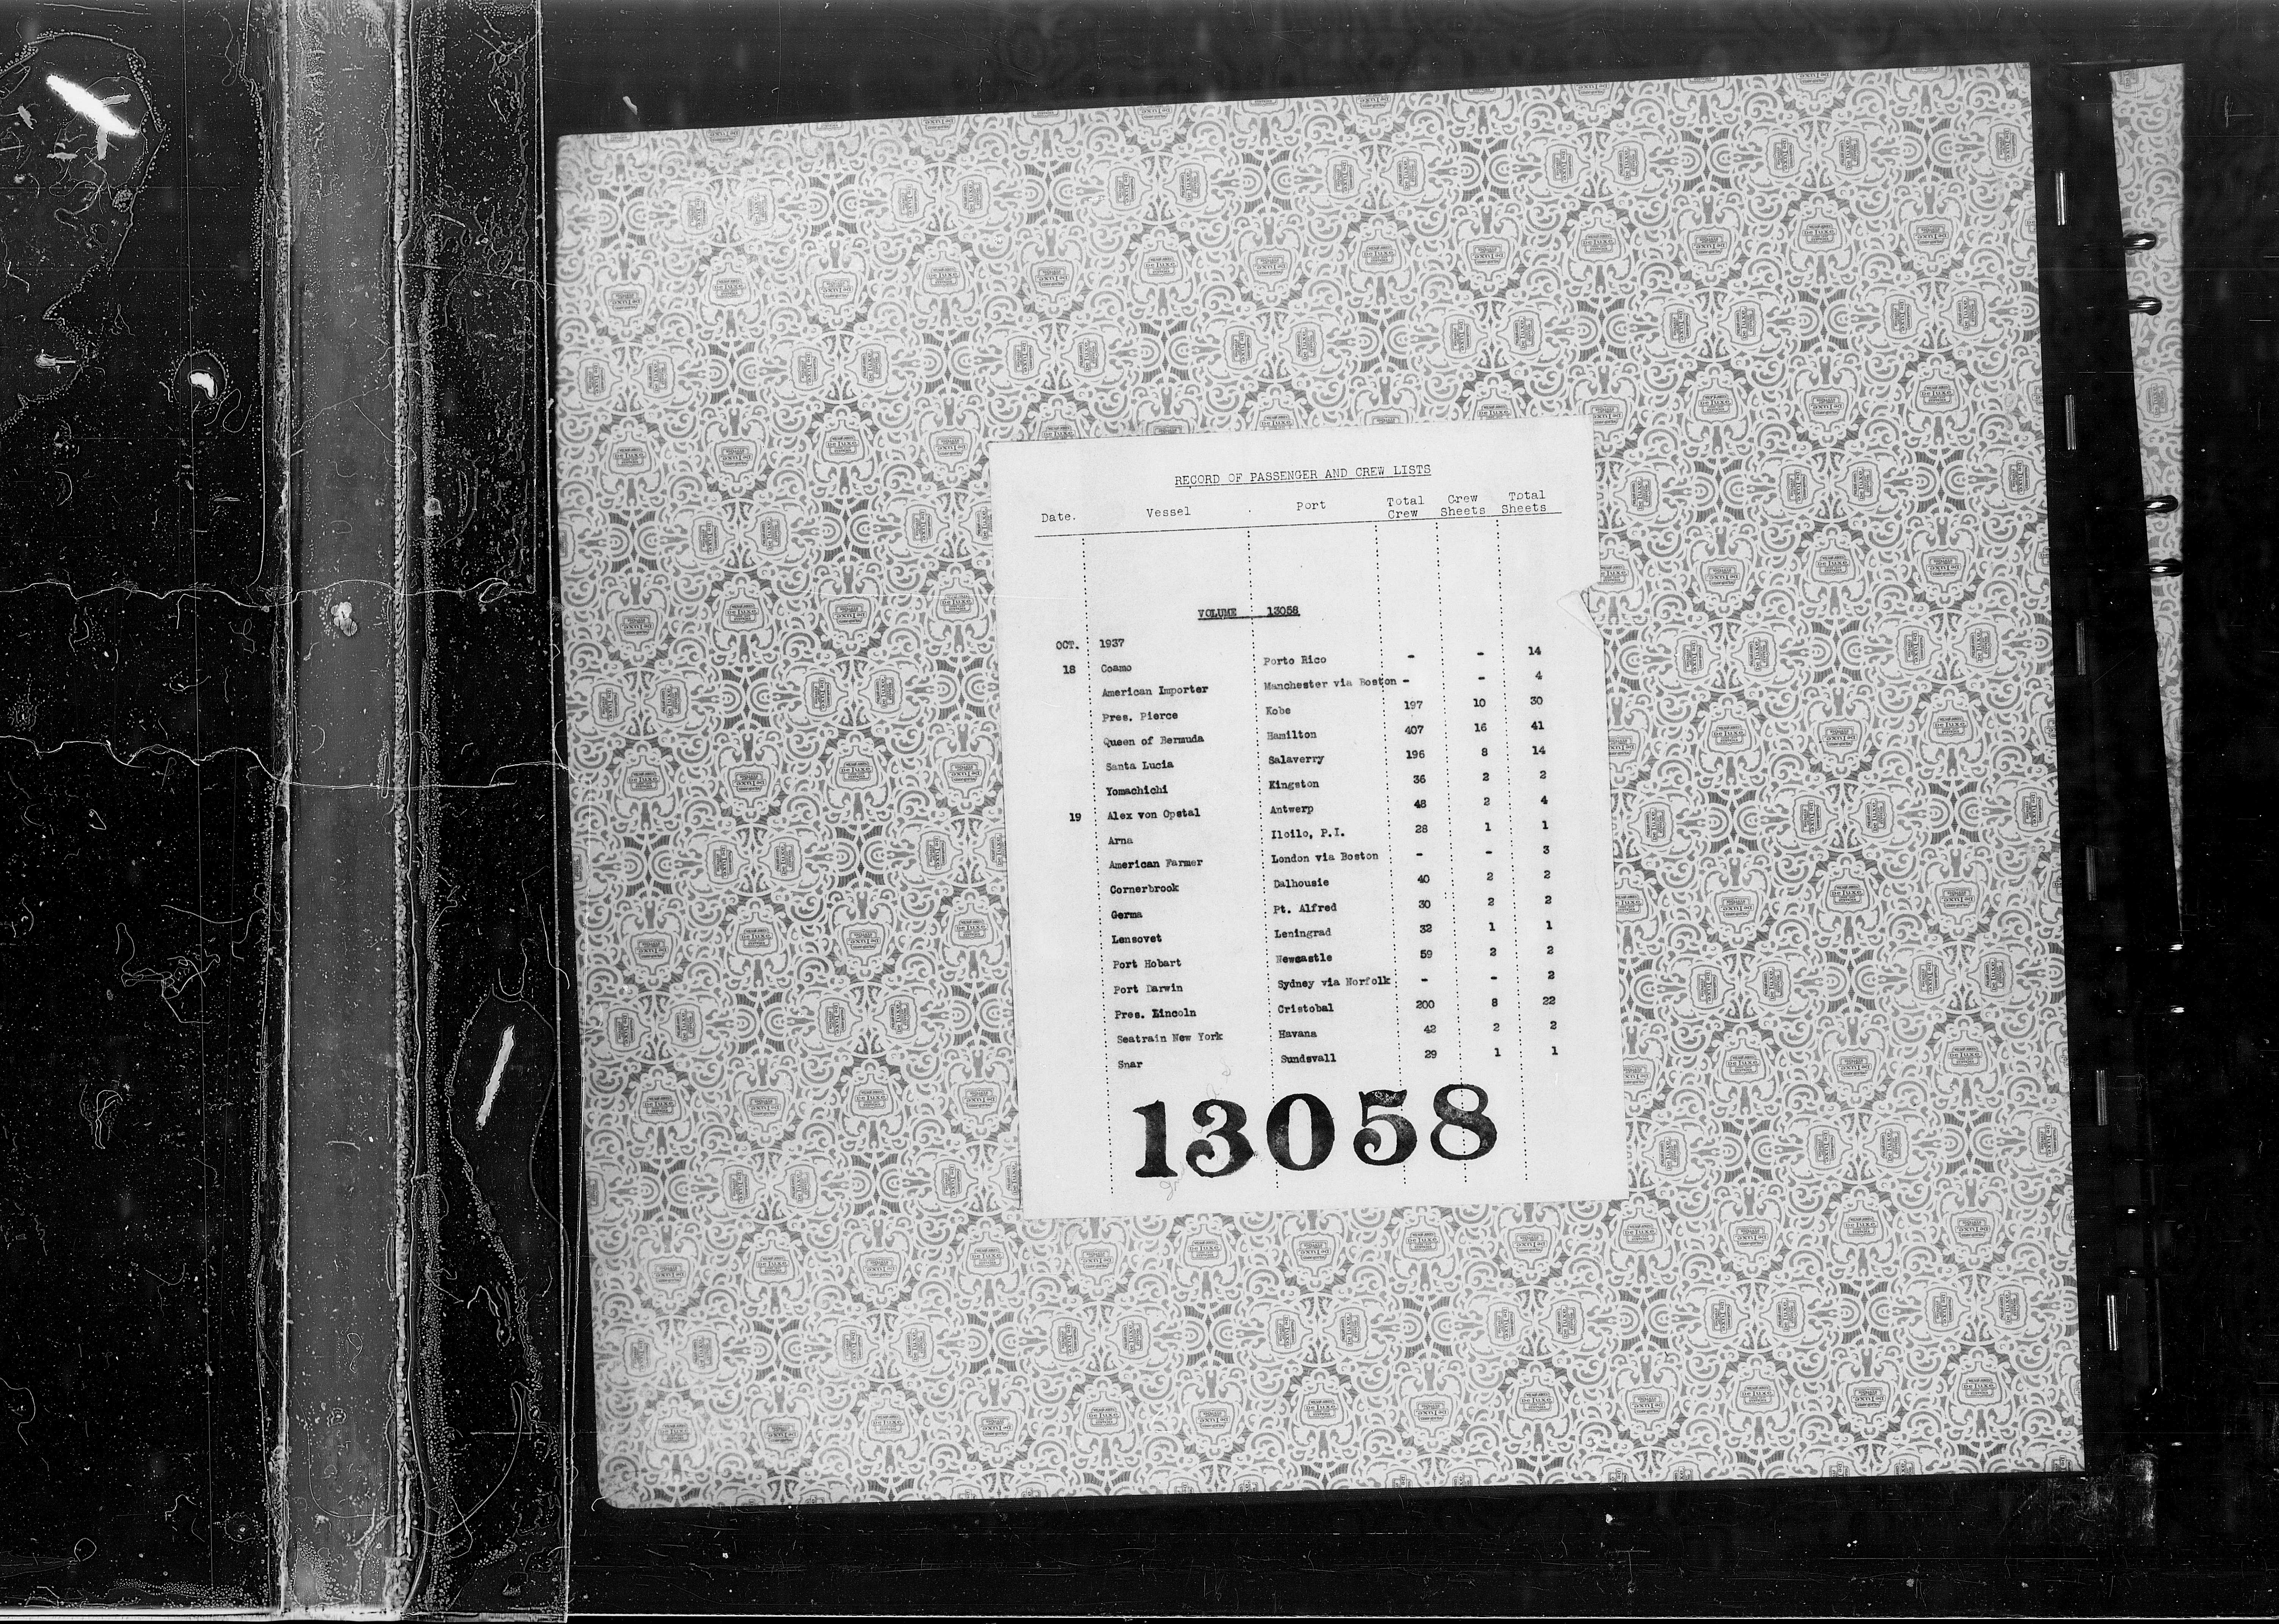 RECORD OF PASSENGER AND CREW LISTS
Date. Vessel Port Total Crew Crew Sheets Total Sheets
VOLUME 13058
OCT. 1937
18 Coamo Porto Rico - - 14
American Importer Manchester via Boston - - 4
Pres. Pierce Kobe 197 10 30
Queen of Bermuda Hamilton 407 16 41
Santa Lucia Salaverry 196 8 14
Yomachichi Kingston 36 2 2
19 Alex von Opstal Antwerp 48 2 4
Arna Iloilo, P.I. 28 1 1
American Farmer London via Boston - - 3
Cornerbrook Dalhousie 40 2 2
Germa Pt. Alfred 30 2 2
Lensovet Leningrad 32 1 1
Port Hobart Newcastle 59 2 2
Port Darwin Sydney via Norfolk - - 2
Pres. Lincoln Cristobal 200 8 22
Seatrain New York Havana 42 2 2
Snar Sundsvall 29 1 1
13058